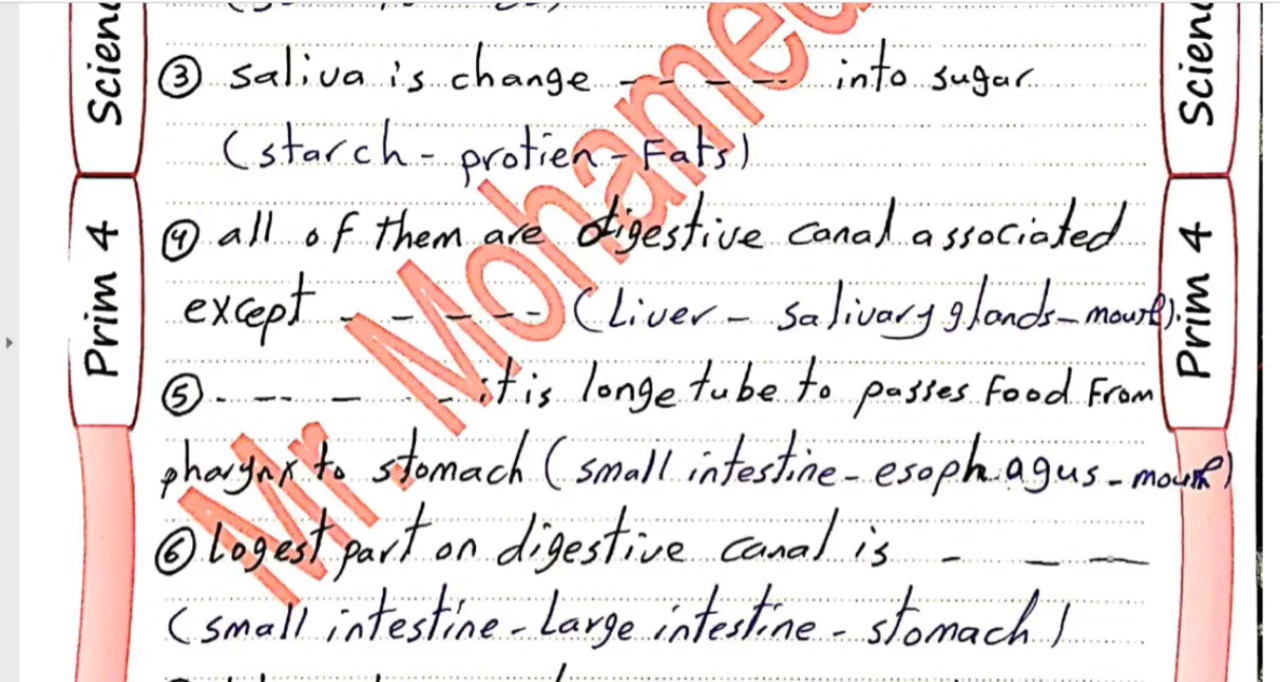 Scien
Scien
③ saliva is change - - - - into sugar
(starch - protien - Fats)
④ all of them are digestive canal associated
except - - - - - (Liver - salivary glands - mouth).
⑤ - -- - - it is longe tube to passes Food From
pharynx to stomach (small intestine - esophagus - mouth)
⑥ Logest part on digestive canal is - - -
(small intestine - Large intestine - stomach)
Prim 4
Prim 4
Mr. Mohamed